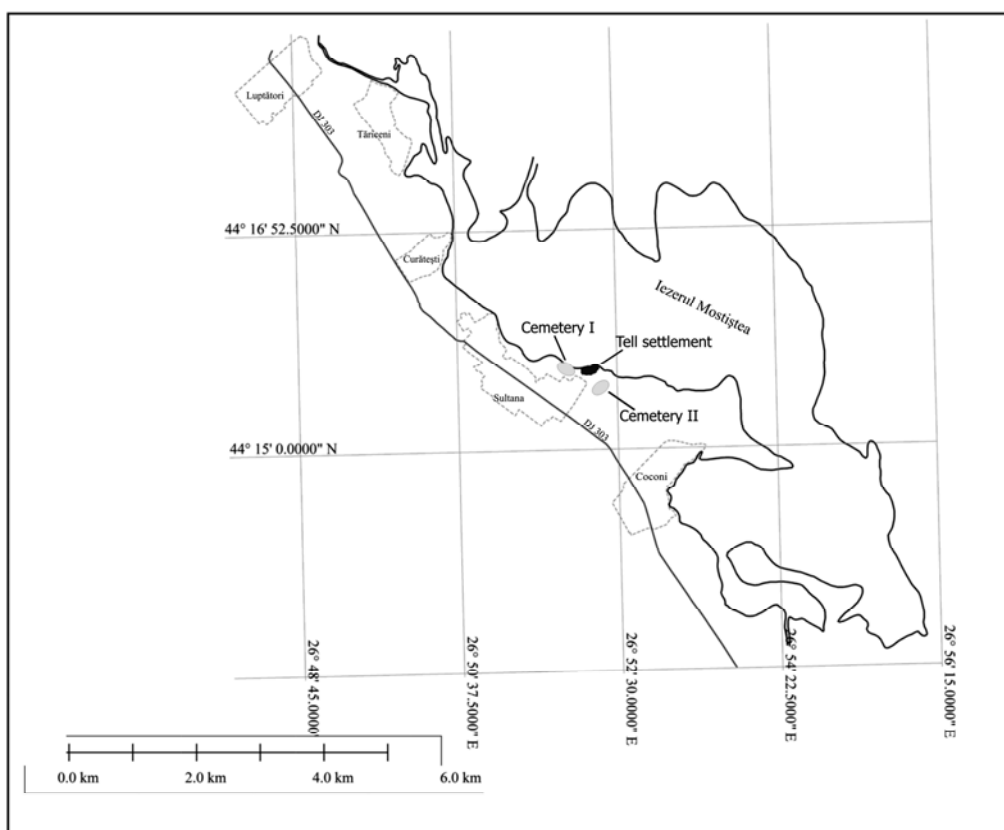 Luptători
DJ 303
Tăriceni
44° 16' 52.5000" N
Curătești
Iezerul Mostiștea
Cemetery I
Tell settlement
Sultana
Cemetery II
DJ 303
44° 15' 0.0000" N
Coconi
26° 48' 45.0000"
26° 50' 37.5000" E
26° 52' 30.0000" E
26° 54' 22.5000" E
26° 56' 15.0000" E
0.0 km
2.0 km
4.0 km
6.0 km